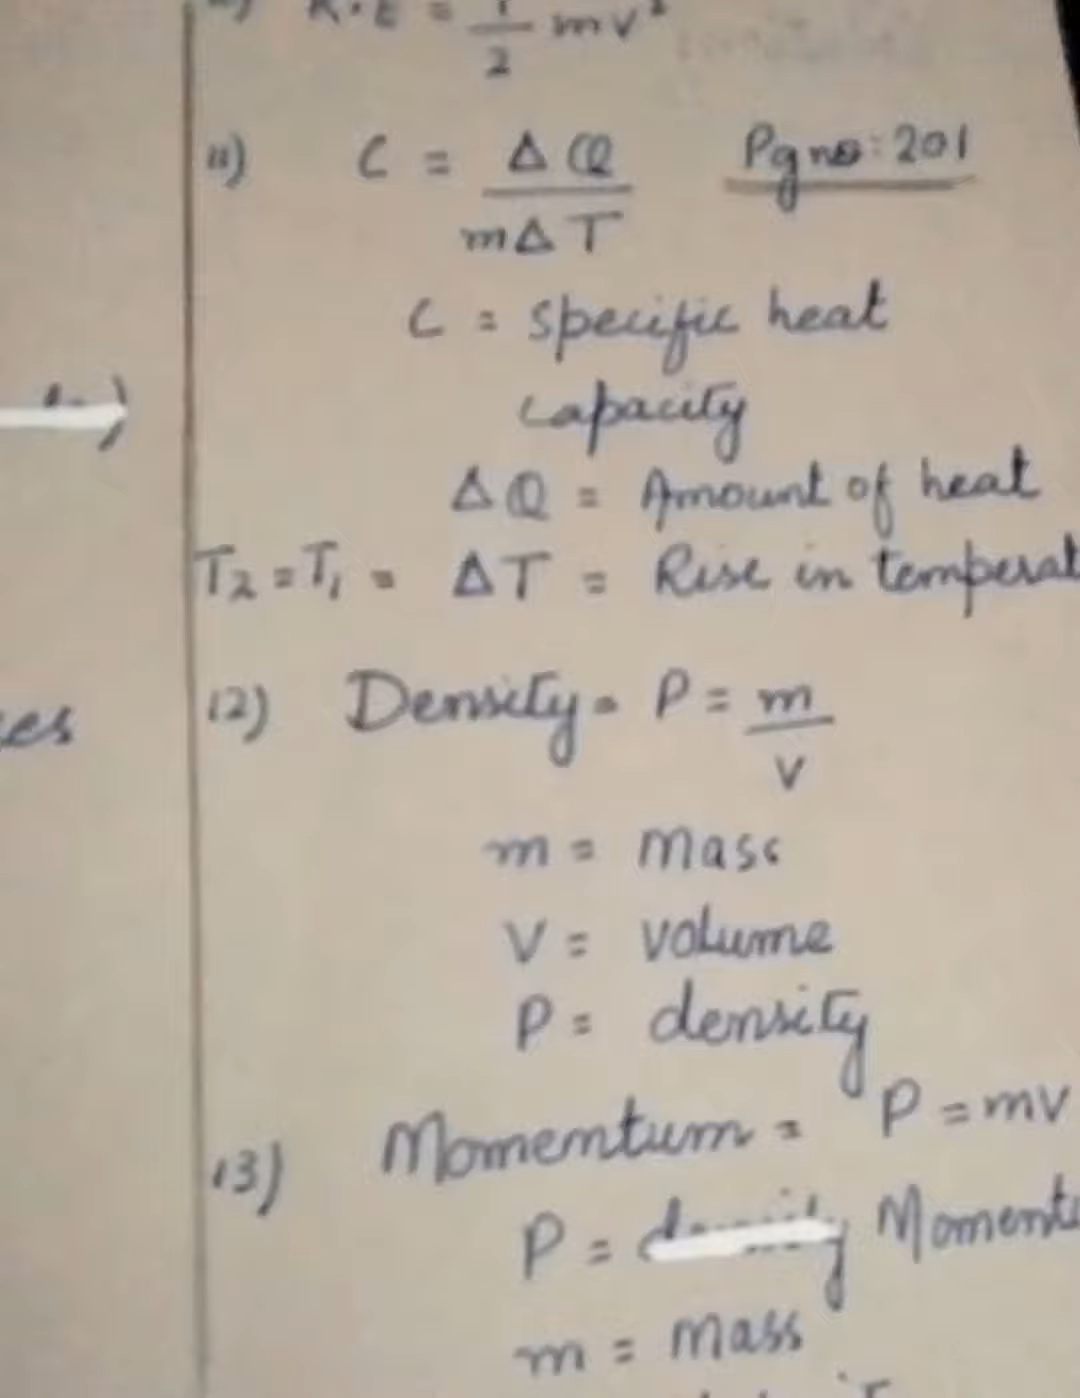 K.E = 1/2 mv²
11) C = ΔQ / mΔT Pg no: 201
C = specific heat
capacity
ΔQ = Amount of heat
T₂ = T₁ = ΔT = Rise in temperat
12) Density = P = m/V
m = Mass
V = volume
P = density
13) Momentum = P = mv
P = Momentu
m = Mass